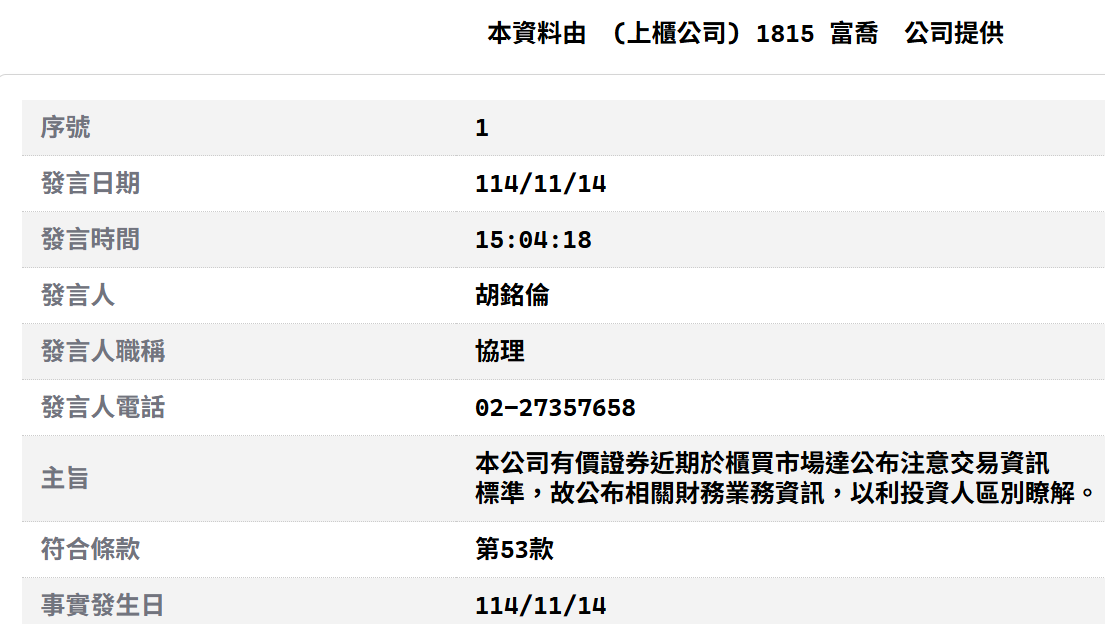 本資料由 (上櫃公司) 1815 富喬 公司提供
序號 1
發言日期 114/11/14
發言時間 15:04:18
發言人 胡銘倫
發言人職稱 協理
發言人電話 02-27357658
主旨 本公司有價證券近期於櫃買市場達公布注意交易資訊
標準，故公布相關財務業務資訊，以利投資人區別瞭解。
符合條款 第53款
事實發生日 114/11/14